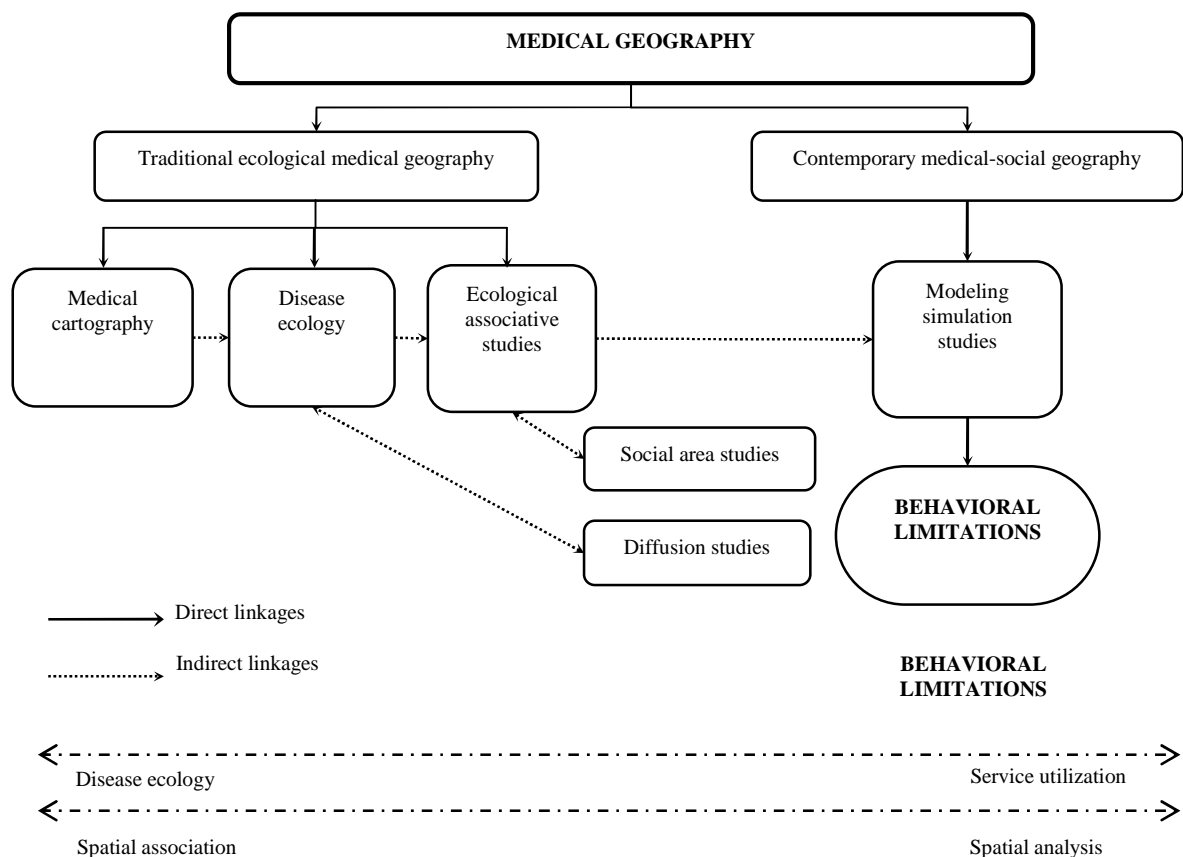 MEDICAL GEOGRAPHY
Traditional ecological medical geography
Contemporary medical-social geography
Medical
cartography
Disease
ecology
Ecological
associative
studies
Modeling
simulation
studies
Social area studies
Diffusion studies
BEHAVIORAL
LIMITATIONS
Direct linkages
Indirect linkages
BEHAVIORAL
LIMITATIONS
Disease ecology
Service utilization
Spatial association
Spatial analysis